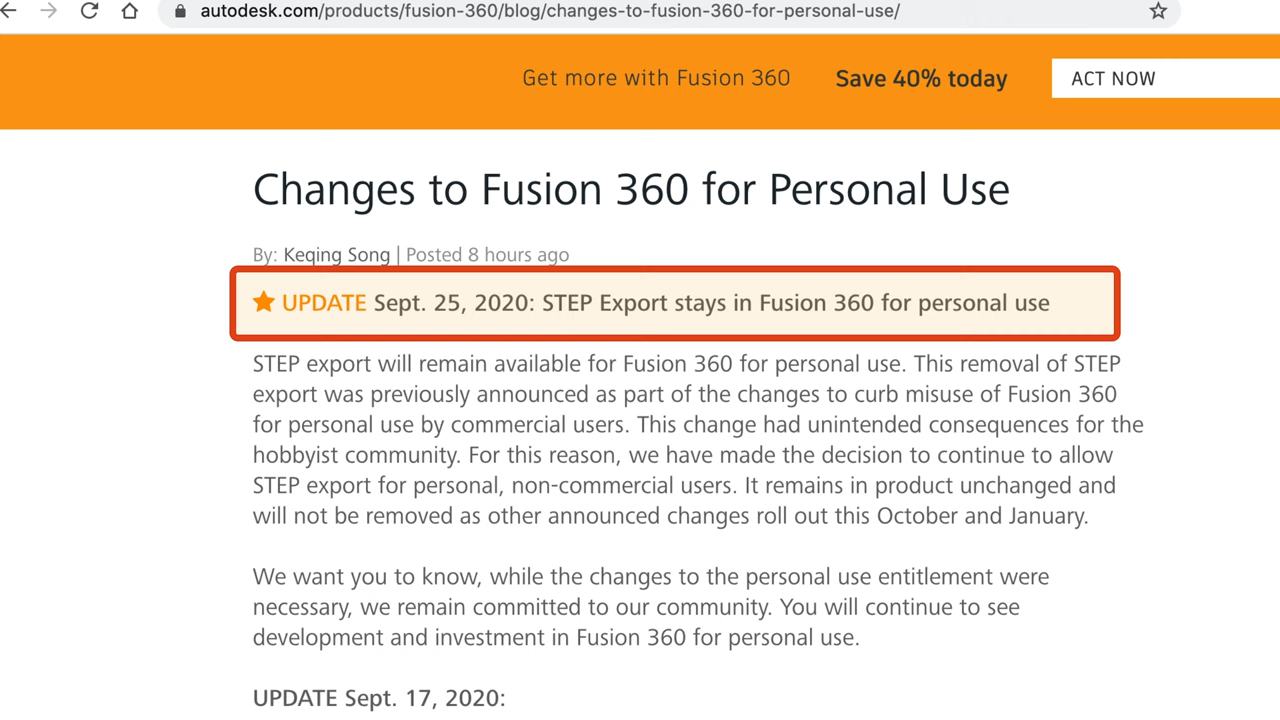 autodesk.com/products/fusion-360/blog/changes-to-fusion-360-for-personal-use/
Get more with Fusion 360 Save 40% today ACT NOW
Changes to Fusion 360 for Personal Use
By: Keqing Song | Posted 8 hours ago
UPDATE Sept. 25, 2020: STEP Export stays in Fusion 360 for personal use
STEP export will remain available for Fusion 360 for personal use. This removal of STEP
export was previously announced as part of the changes to curb misuse of Fusion 360
for personal use by commercial users. This change had unintended consequences for the
hobbyist community. For this reason, we have made the decision to continue to allow
STEP export for personal, non-commercial users. It remains in product unchanged and
will not be removed as other announced changes roll out this October and January.
We want you to know, while the changes to the personal use entitlement were
necessary, we remain committed to our community. You will continue to see
development and investment in Fusion 360 for personal use.
UPDATE Sept. 17, 2020: